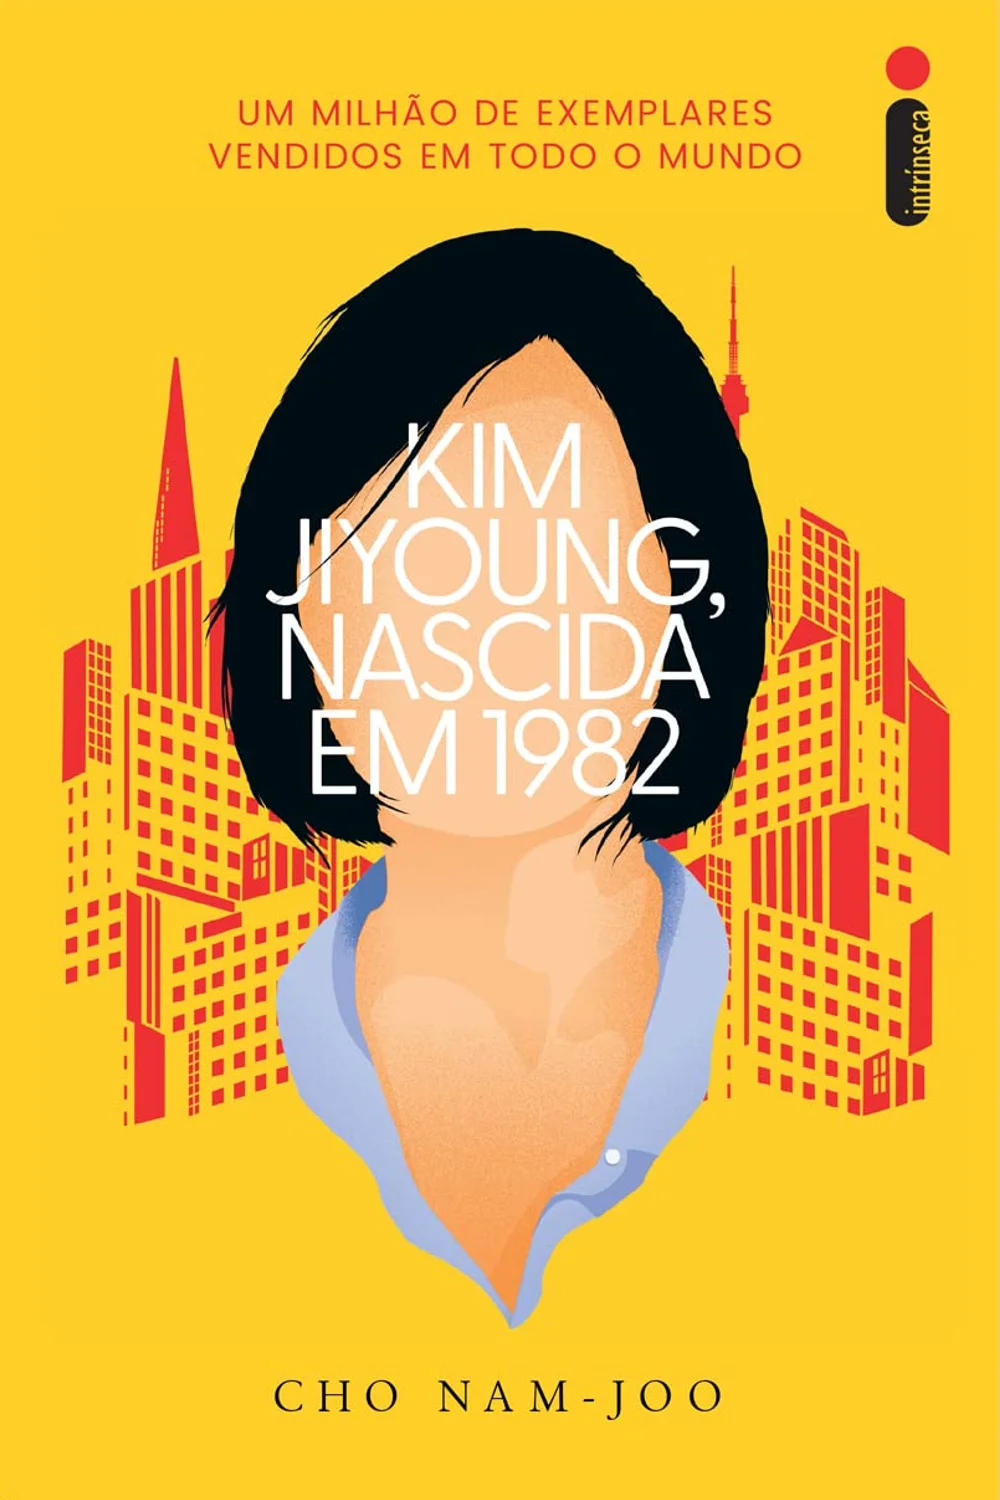 UM MILHÃO DE EXEMPLARES
VENDIDOS EM TODO O MUNDO
intrínseca
KIM
JIYOUNG,
NASCIDA
EM 1982
CHO NAM-JOO